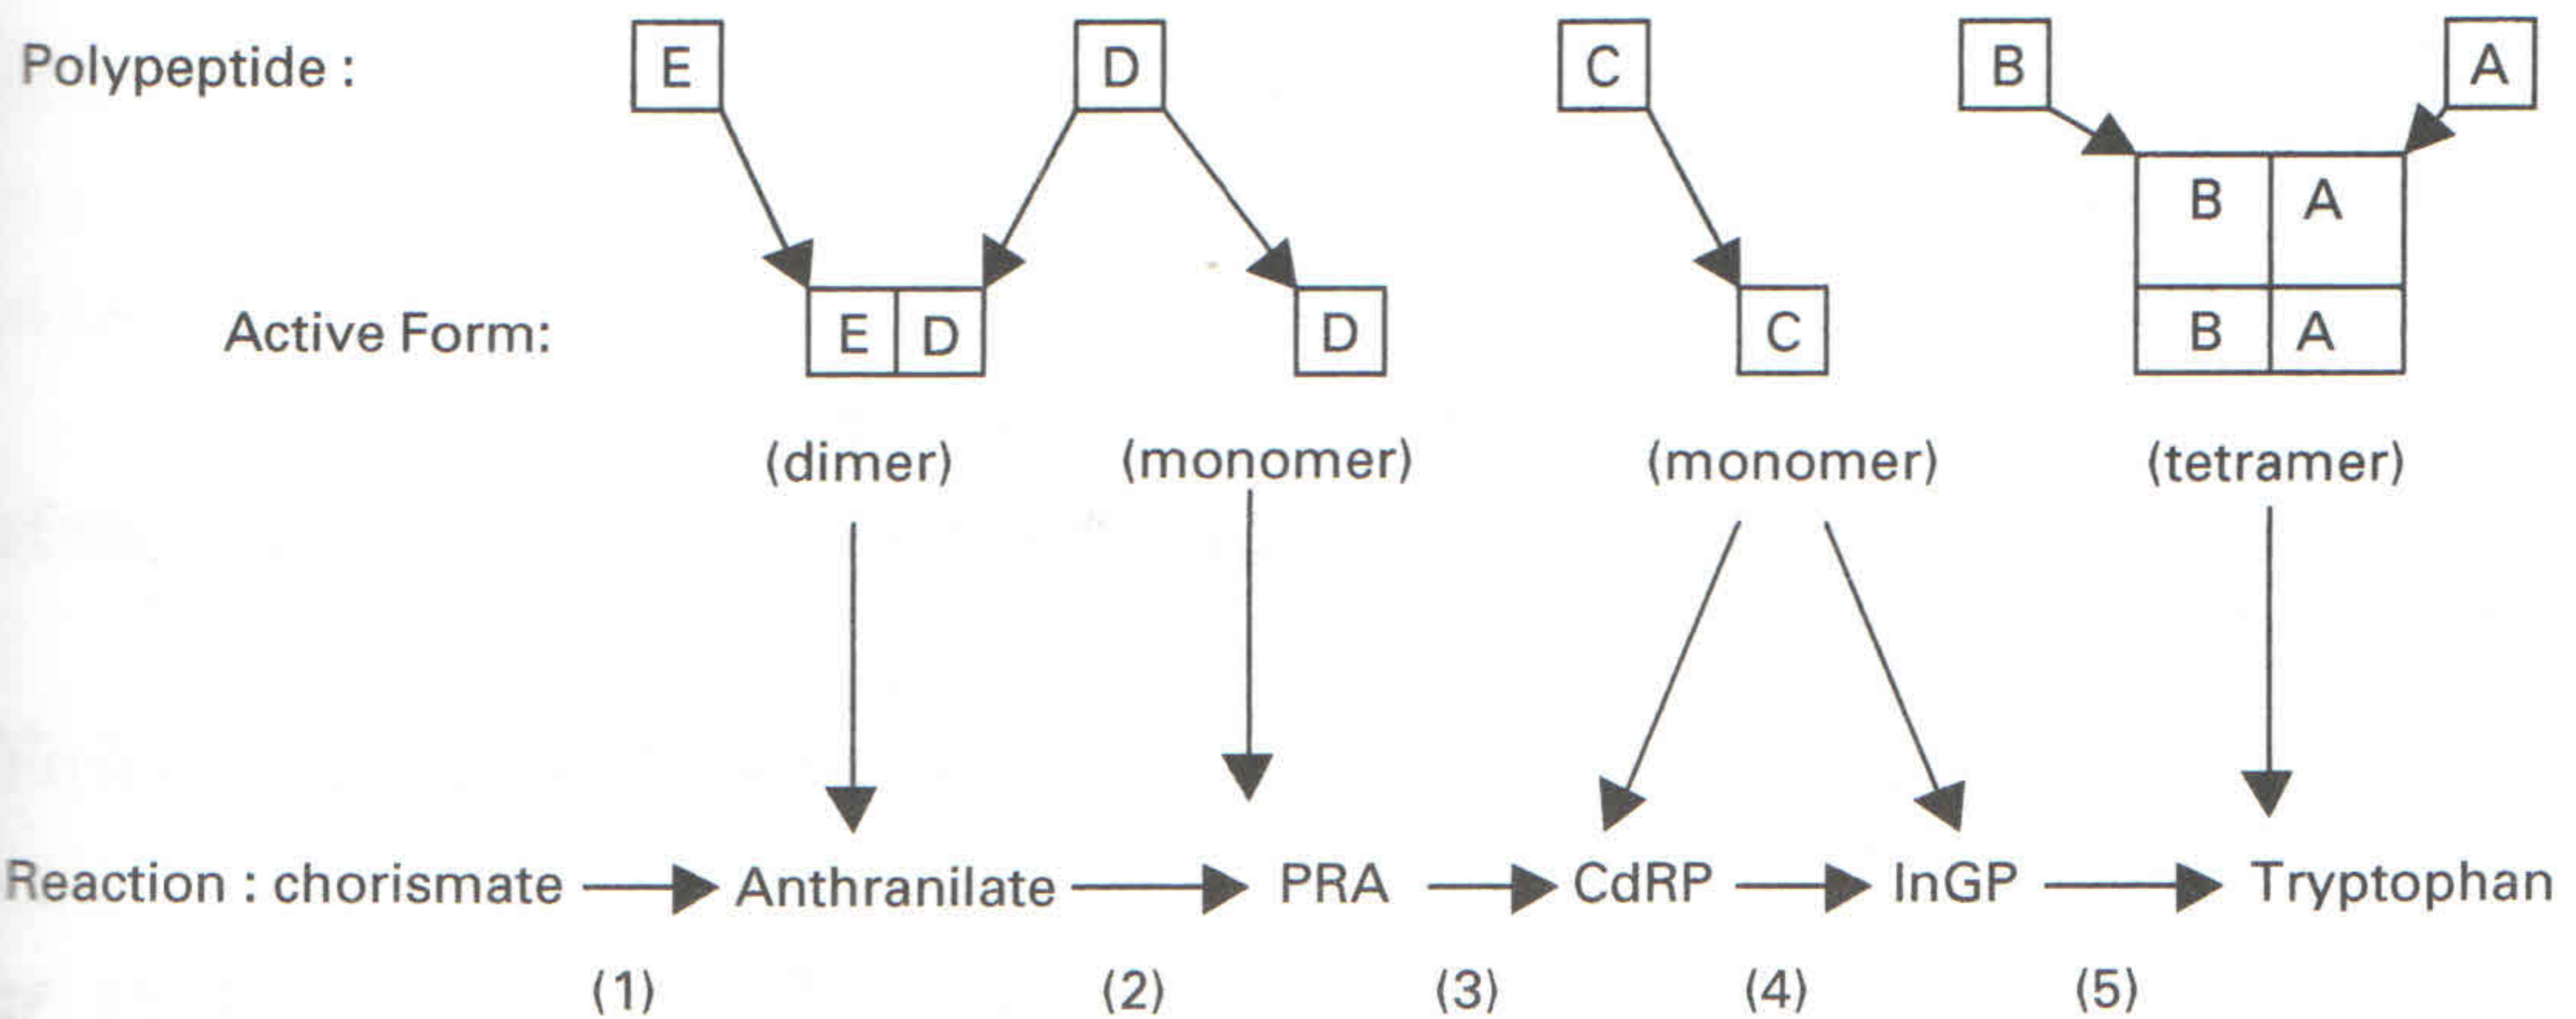 Polypeptide : E D C B A
B A
Active Form: E D D C B A
(dimer) (monomer) (monomer) (tetramer)
Reaction : chorismate Anthranilate PRA CdRP InGP Tryptophan
(1) (2) (3) (4) (5)